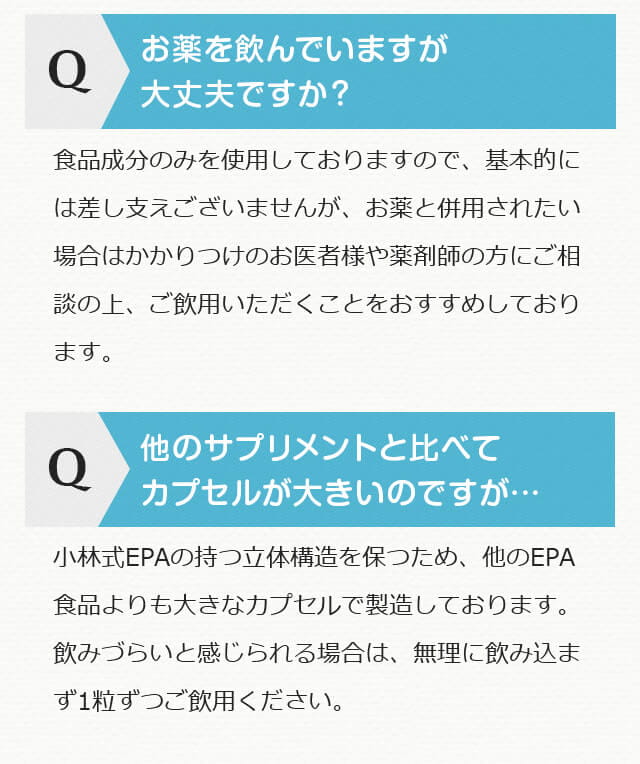 Q
お薬を飲んでいますが
大丈夫ですか？
食品成分のみを使用しておりますので、基本的に
は差し支えございませんが、お薬と併用されたい
場合はかかりつけのお医者様や薬剤師の方にご相
談の上、ご飲用いただくことをおすすめしており
ます。
Q
他のサプリメントと比べて
カプセルが大きいのですが…
小林式EPAの持つ立体構造を保つため、他のEPA
食品よりも大きなカプセルで製造しております。
飲みづらいと感じられる場合は、無理に飲み込ま
ず1粒ずつご飲用ください。